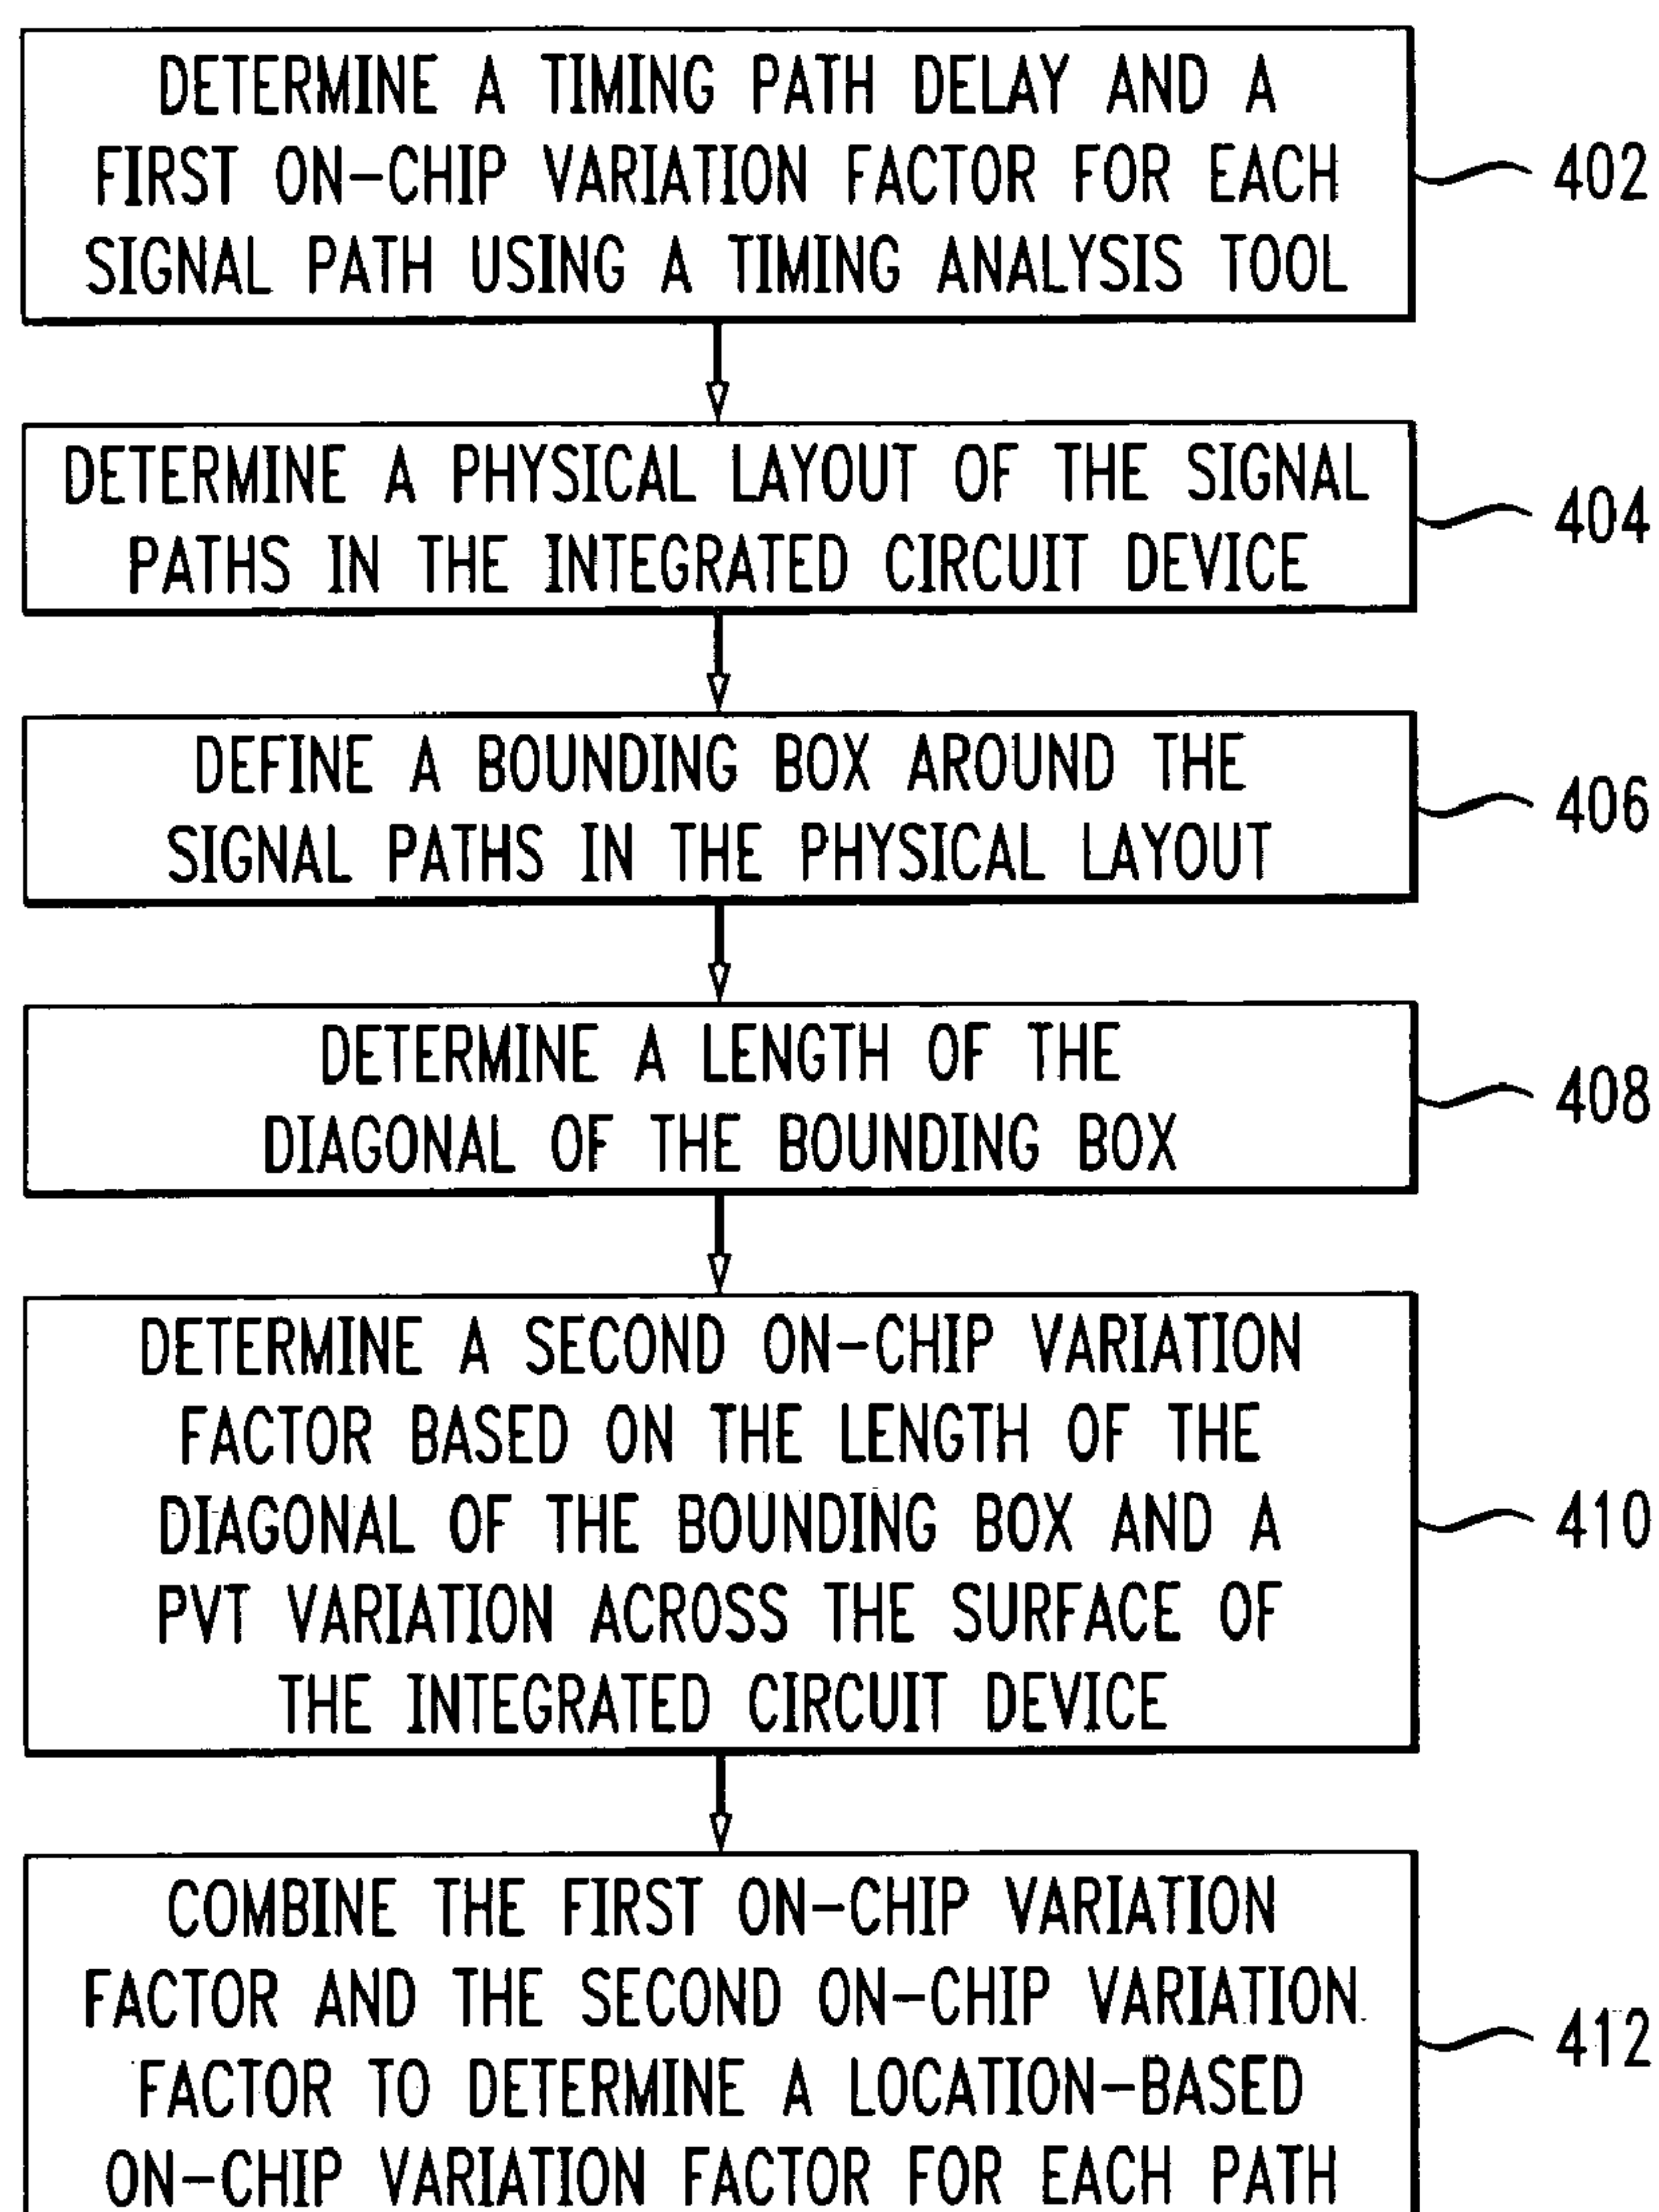 DETERMINE A TIMING PATH DELAY AND A
FIRST ON-CHIP VARIATION FACTOR FOR EACH
SIGNAL PATH USING A TIMING ANALYSIS TOOL
402
DETERMINE A PHYSICAL LAYOUT OF THE SIGNAL
PATHS IN THE INTEGRATED CIRCUIT DEVICE
404
DEFINE A BOUNDING BOX AROUND THE
SIGNAL PATHS IN THE PHYSICAL LAYOUT
406
DETERMINE A LENGTH OF THE
DIAGONAL OF THE BOUNDING BOX
408
DETERMINE A SECOND ON-CHIP VARIATION
FACTOR BASED ON THE LENGTH OF THE
DIAGONAL OF THE BOUNDING BOX AND A
PVT VARIATION ACROSS THE SURFACE OF
THE INTEGRATED CIRCUIT DEVICE
410
COMBINE THE FIRST ON-CHIP VARIATION
FACTOR AND THE SECOND ON-CHIP VARIATION
FACTOR TO DETERMINE A LOCATION-BASED
ON-CHIP VARIATION FACTOR FOR EACH PATH
412